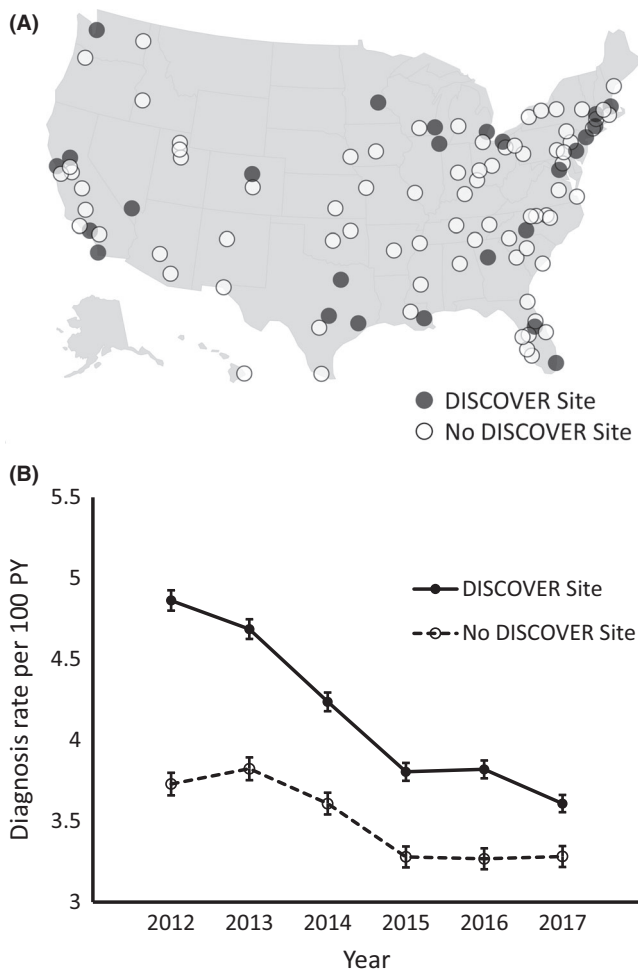 (A)
DISCOVER Site
No DISCOVER Site
(B)
5.5
5
4.5
4
3.5
3
Diagnosis rate per 100 PY
DISCOVER Site
No DISCOVER Site
2012 2013 2014 2015 2016 2017
Year